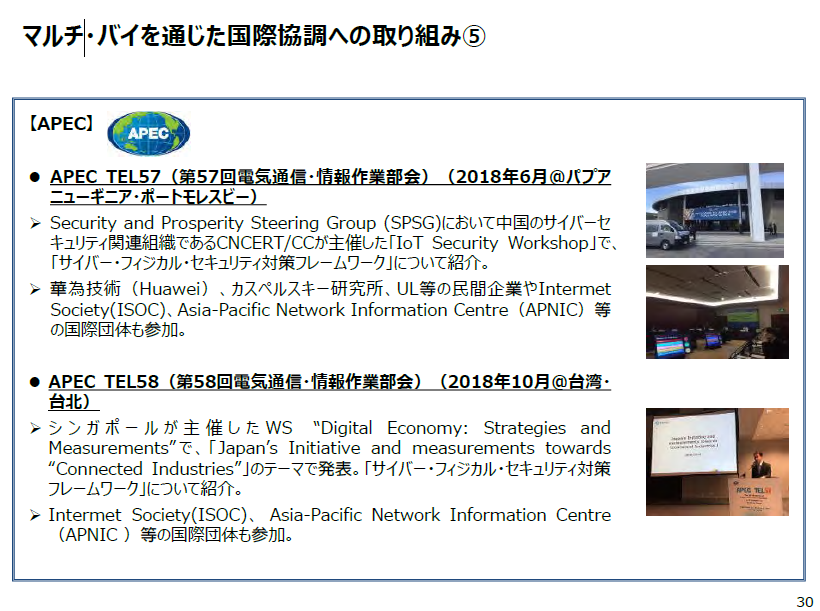 マルチ・バイを通じた国際協調への取り組み⑤
【APEC】
APEC
● APEC TEL57（第57回電気通信・情報作業部会）（2018年6月@パプア
ニューギニア・ポートモレスビー）
➢ Security and Prosperity Steering Group (SPSG)において中国のサイバーセ
キュリティ関連組織であるCNCERT/CCが主催した「IoT Security Workshop」で、
「サイバー・フィジカル・セキュリティ対策フレームワーク」について紹介。
➢ 華為技術（Huawei）、カスペルスキー研究所、UL等の民間企業やIntermet
Society(ISOC)、Asia-Pacific Network Information Centre（APNIC）等
の国際団体も参加。
● APEC TEL58（第58回電気通信・情報作業部会）（2018年10月@台湾・
台北）
➢ シンガポールが主催したWS “Digital Economy: Strategies and
Measurements”で、「Japan’s Initiative and measurements towards
“Connected Industries”」のテーマで発表。「サイバー・フィジカル・セキュリティ対策
フレームワーク」について紹介。
➢ Intermet Society(ISOC)、 Asia-Pacific Network Information Centre
（APNIC ）等の国際団体も参加。
APEC TEL57
30